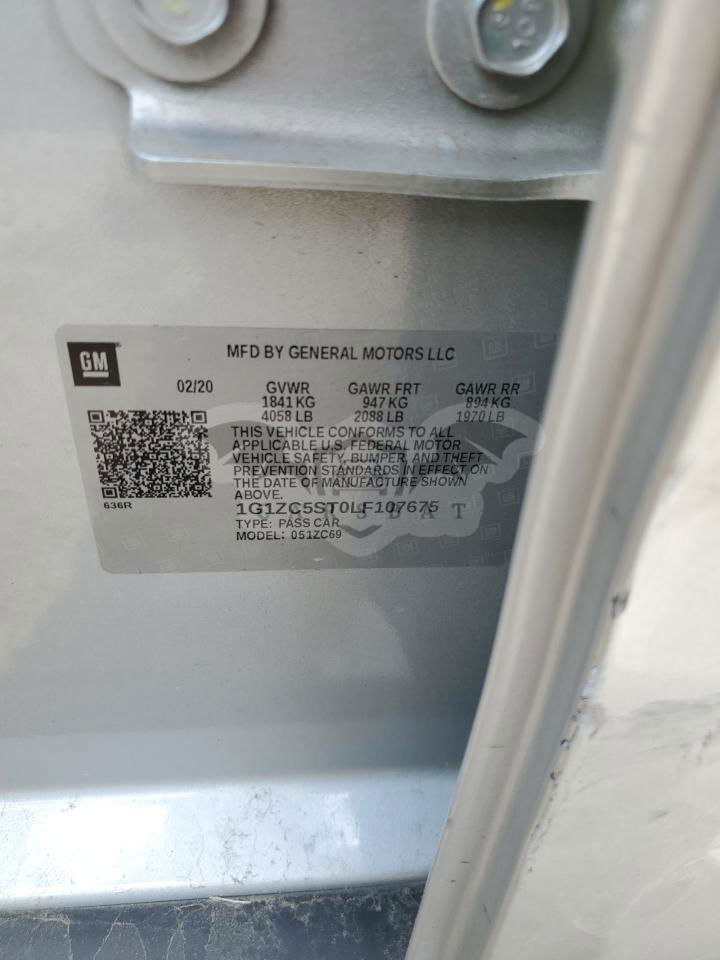 GM
MFD BY GENERAL MOTORS LLC
02/20 GVWR GAWR FRT GAWR RR
1841 KG 947 KG 894 KG
4058 LB 2088 LB 1970 LB
THIS VEHICLE CONFORMS TO ALL
APPLICABLE U.S. FEDERAL MOTOR
VEHICLE SAFETY, BUMPER, AND THEFT
PREVENTION STANDARDS IN EFFECT ON
THE DATE OF MANUFACTURE SHOWN
ABOVE.
636R
1G1ZC5ST0LF107675
TYPE: PASS CAR
MODEL: 051ZC69